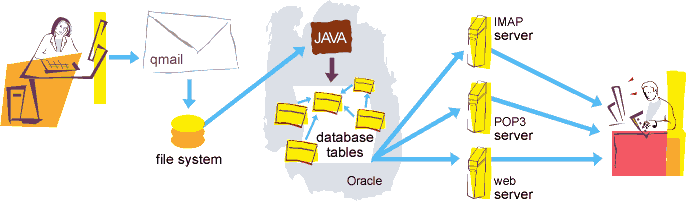 qmail
file system
JAVA
database
tables
Oracle
IMAP
server
POP3
server
web
server